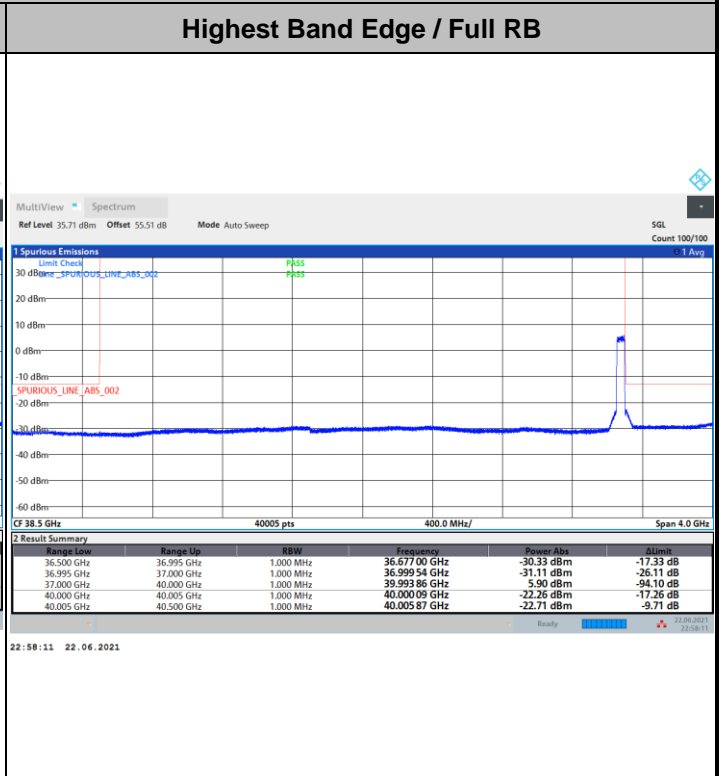 Highest Band Edge / Full RB
MultiView Spectrum
Ref Level 35.71 dBm Offset 55.51 dB Mode Auto Sweep SGL
Count 100/100
1 Spurious Emissions 1 Avg
Limit Check PASS
30 dBm Line _SPURIOUS_LINE_ABS_002 PASS
20 dBm
10 dBm
0 dBm
-10 dBm
_SPURIOUS_LINE_ABS_002
-20 dBm
-30 dBm
-40 dBm
-50 dBm
-60 dBm
CF 38.5 GHz 40005 pts 400.0 MHz/ Span 4.0 GHz
2 Result Summary
Range Low Range Up RBW Frequency Power Abs ΔLimit
36.500 GHz 36.995 GHz 1.000 MHz 36.677 00 GHz -30.33 dBm -17.33 dB
36.995 GHz 37.000 GHz 1.000 MHz 36.999 54 GHz -31.11 dBm -26.11 dB
37.000 GHz 40.000 GHz 1.000 MHz 39.993 86 GHz 5.90 dBm -94.10 dB
40.000 GHz 40.005 GHz 1.000 MHz 40.000 09 GHz -22.26 dBm -17.26 dB
40.005 GHz 40.500 GHz 1.000 MHz 40.005 87 GHz -22.71 dBm -9.71 dB
Ready 22.06.2021
22:58:11
22:58:11 22.06.2021